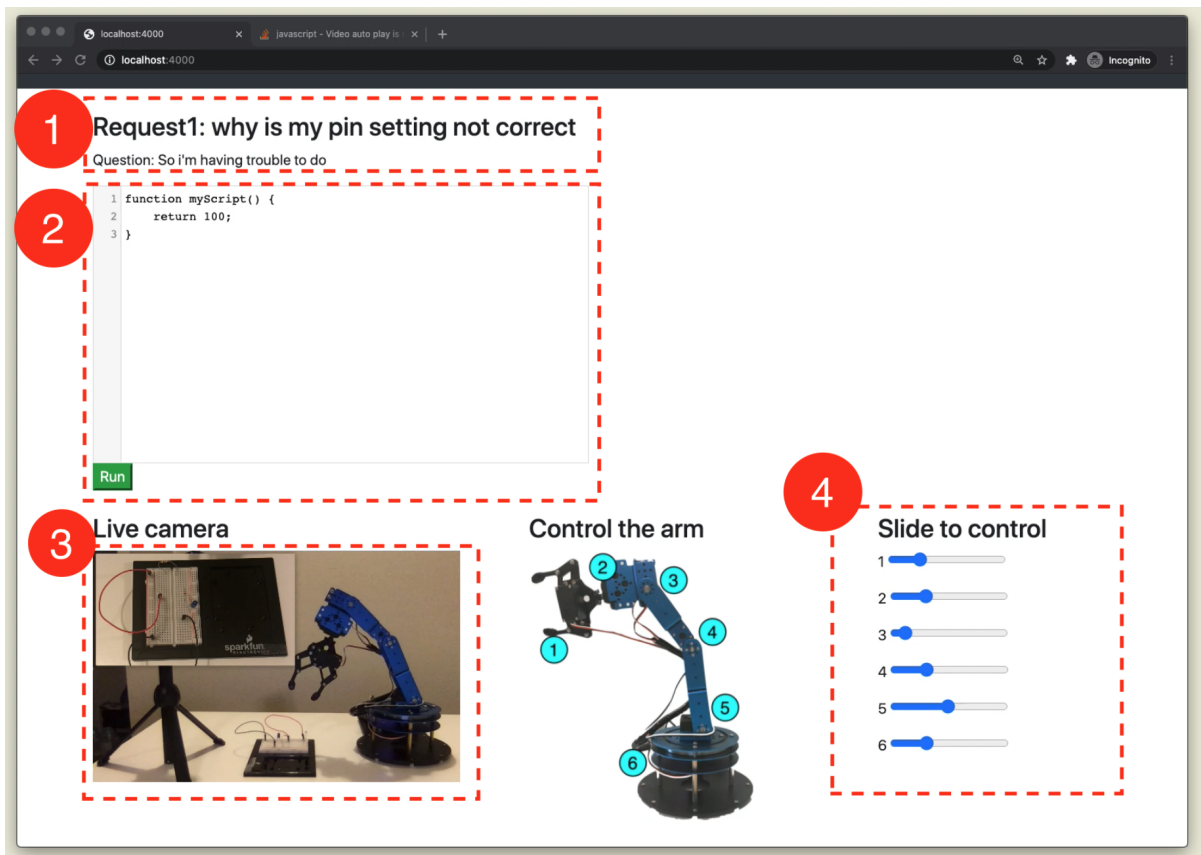 localhost:4000
javascript - Video auto play is
localhost:4000
Incognito
1
Request1: why is my pin setting not correct
Question: So i'm having trouble to do
2
1 function myScript() {
2 return 100;
3 }
Run
3
Live camera
sparkfun
Control the arm
1
2
3
4
5
6
4
Slide to control
1
2
3
4
5
6